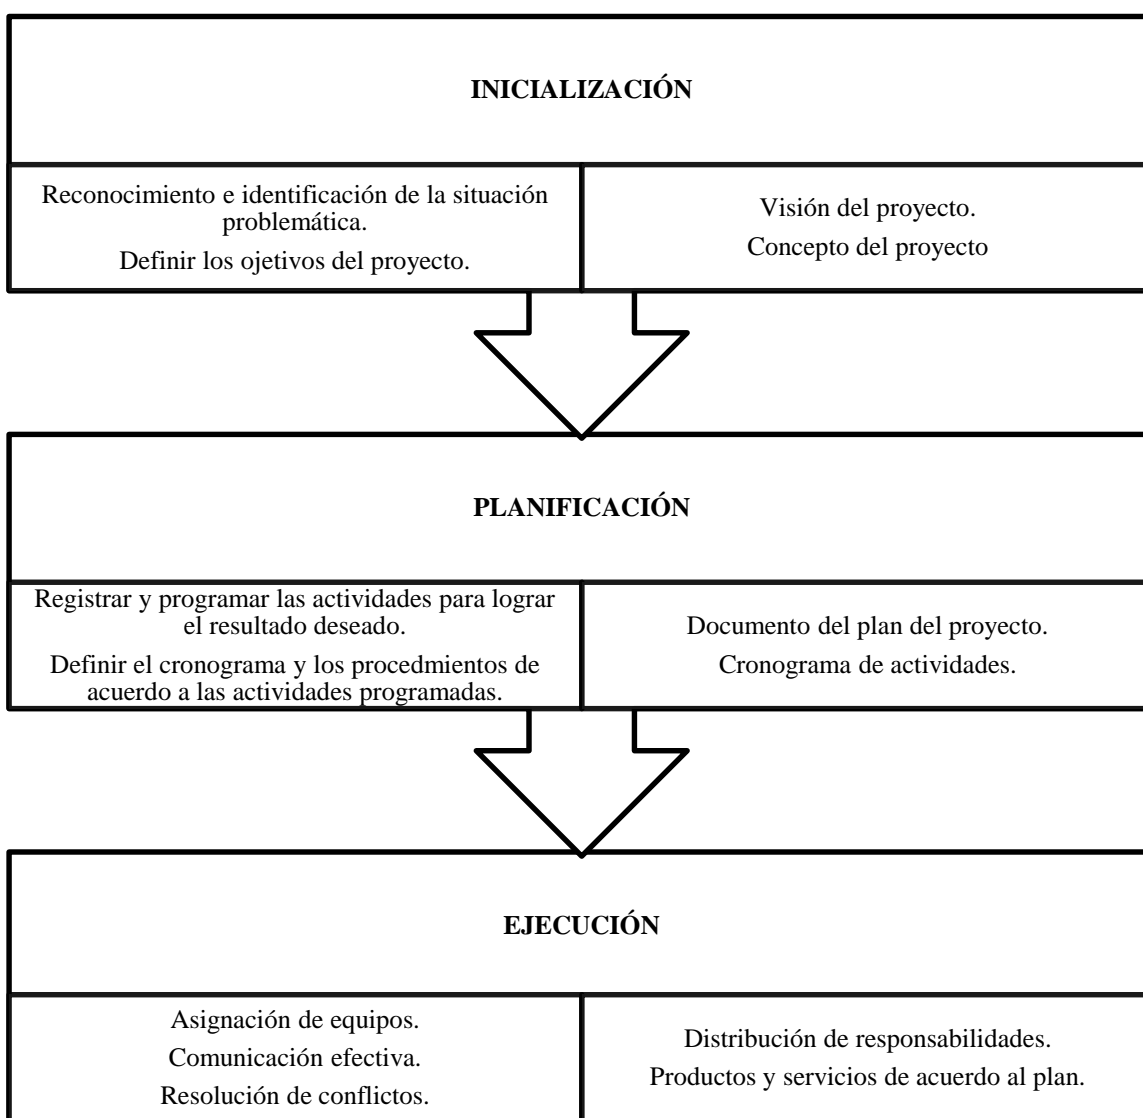 INICIALIZACIÓN
Reconocimiento e identificación de la situación
problemática.
Definir los ojetivos del proyecto.
Visión del proyecto.
Concepto del proyecto
PLANIFICACIÓN
Registrar y programar las actividades para lograr
el resultado deseado.
Definir el cronograma y los procedmientos de
acuerdo a las actividades programadas.
Documento del plan del proyecto.
Cronograma de actividades.
EJECUCIÓN
Asignación de equipos.
Comunicación efectiva.
Resolución de conflictos.
Distribución de responsabilidades.
Productos y servicios de acuerdo al plan.